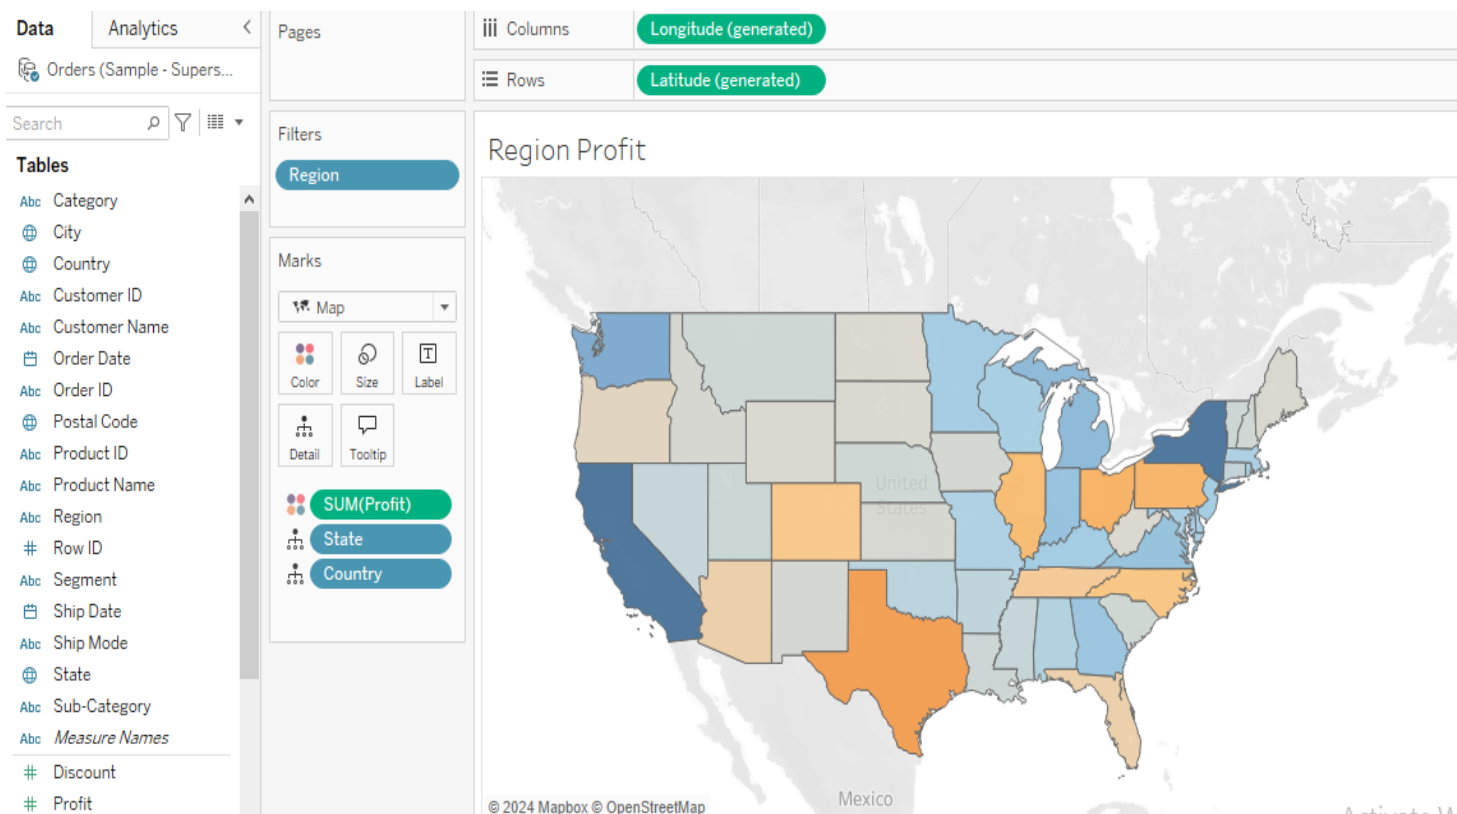 Data
Analytics
Orders (Sample - Supers...
Search
Tables
Abc Category
City
Country
Abc Customer ID
Abc Customer Name
Order Date
Abc Order ID
Postal Code
Abc Product ID
Abc Product Name
Abc Region
# Row ID
Abc Segment
Ship Date
Abc Ship Mode
State
Abc Sub-Category
Abc Measure Names
# Discount
# Profit
Pages
Filters
Region
Marks
Map
Color
Size
Label
T
Detail
Tooltip
SUM(Profit)
State
Country
Columns
Longitude (generated)
Rows
Latitude (generated)
Region Profit
United
States
Mexico
© 2024 Mapbox © OpenStreetMap